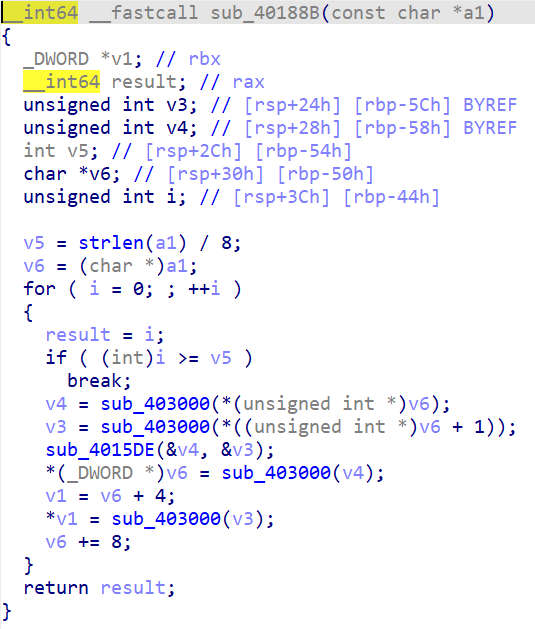 __int64 __fastcall sub_40188B(const char *a1)
{
  _DWORD *v1; // rbx
  __int64 result; // rax
  unsigned int v3; // [rsp+24h] [rbp-5Ch] BYREF
  unsigned int v4; // [rsp+28h] [rbp-58h] BYREF
  int v5; // [rsp+2Ch] [rbp-54h]
  char *v6; // [rsp+30h] [rbp-50h]
  unsigned int i; // [rsp+3Ch] [rbp-44h]

  v5 = strlen(a1) / 8;
  v6 = (char *)a1;
  for ( i = 0; ; ++i )
  {
    result = i;
    if ( (int)i >= v5 )
      break;
    v4 = sub_403000(*(unsigned int *)v6);
    v3 = sub_403000(*((unsigned int *)v6 + 1));
    sub_4015DE(&v4, &v3);
    *(_DWORD *)v6 = sub_403000(v4);
    v1 = v6 + 4;
    *v1 = sub_403000(v3);
    v6 += 8;
  }
  return result;
}